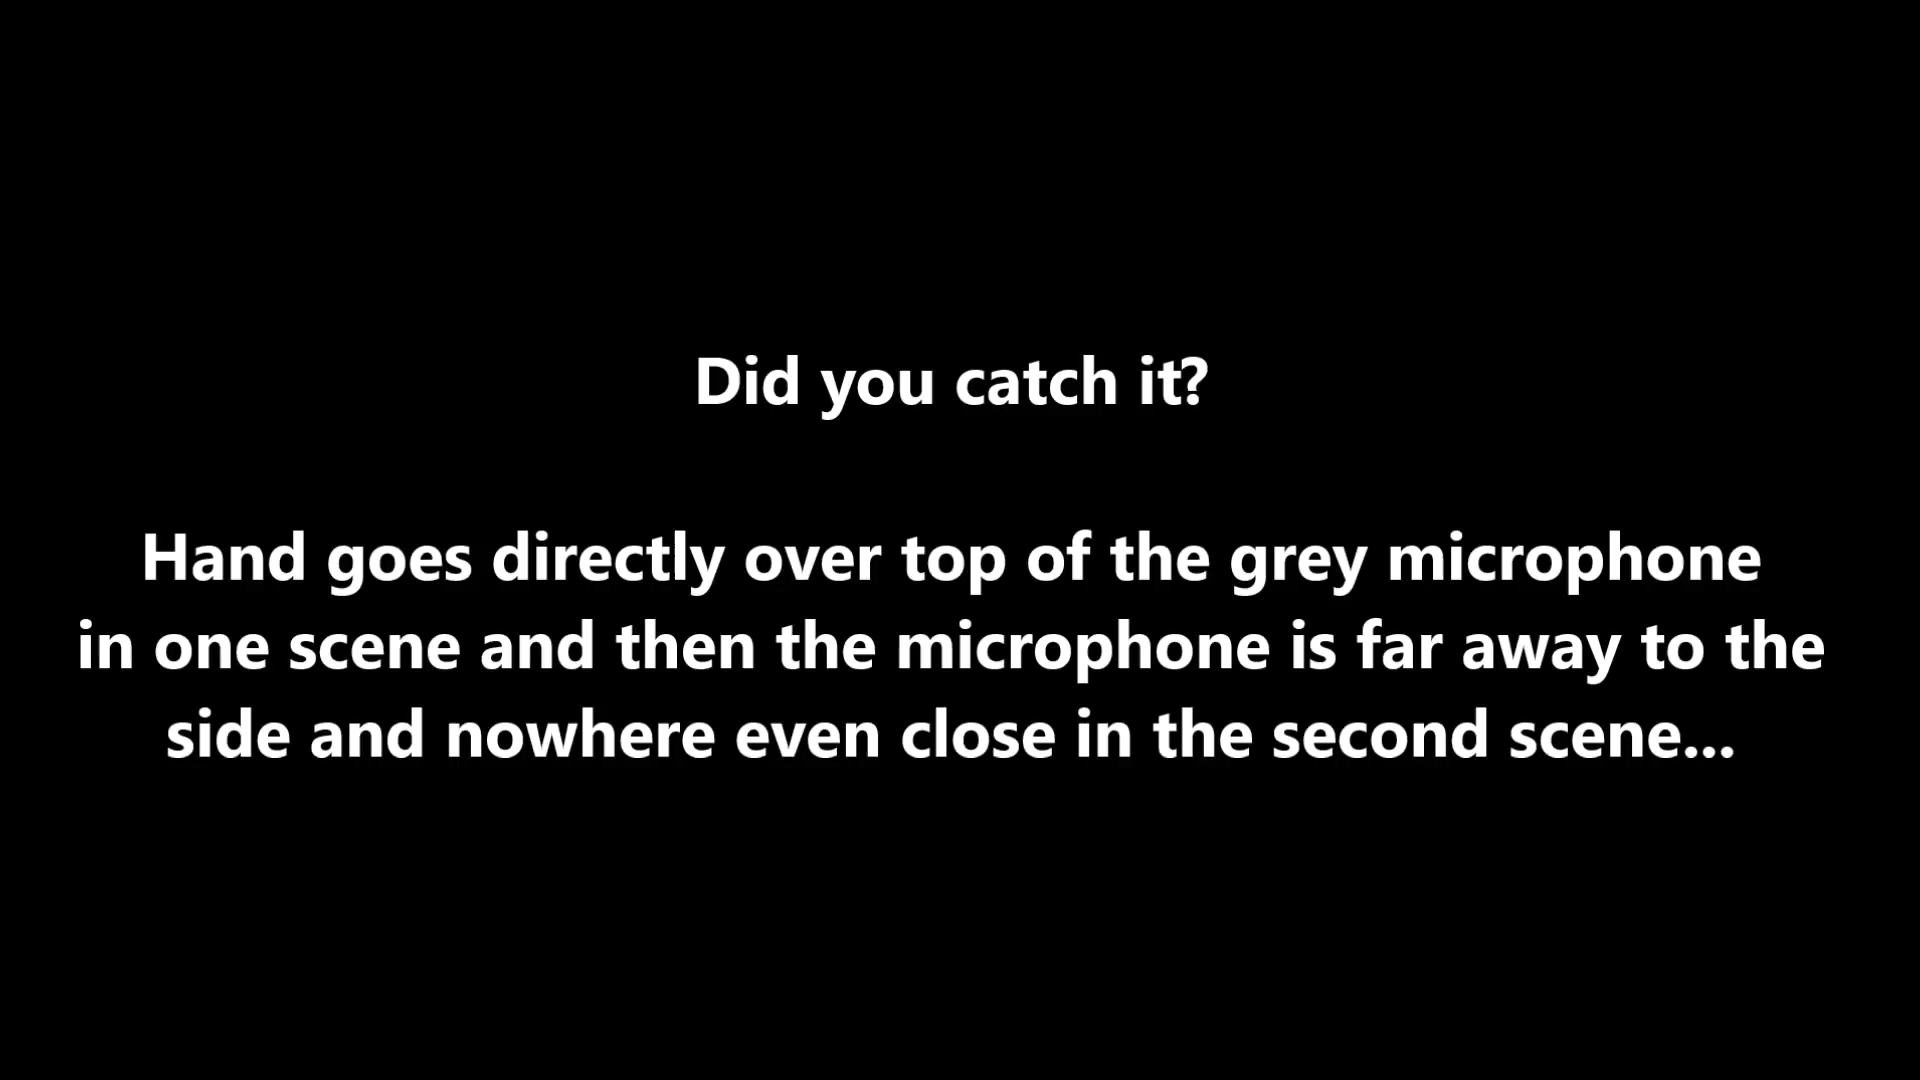 Did you catch it?
Hand goes directly over top of the grey microphone
in one scene and then the microphone is far away to the
side and nowhere even close in the second scene...